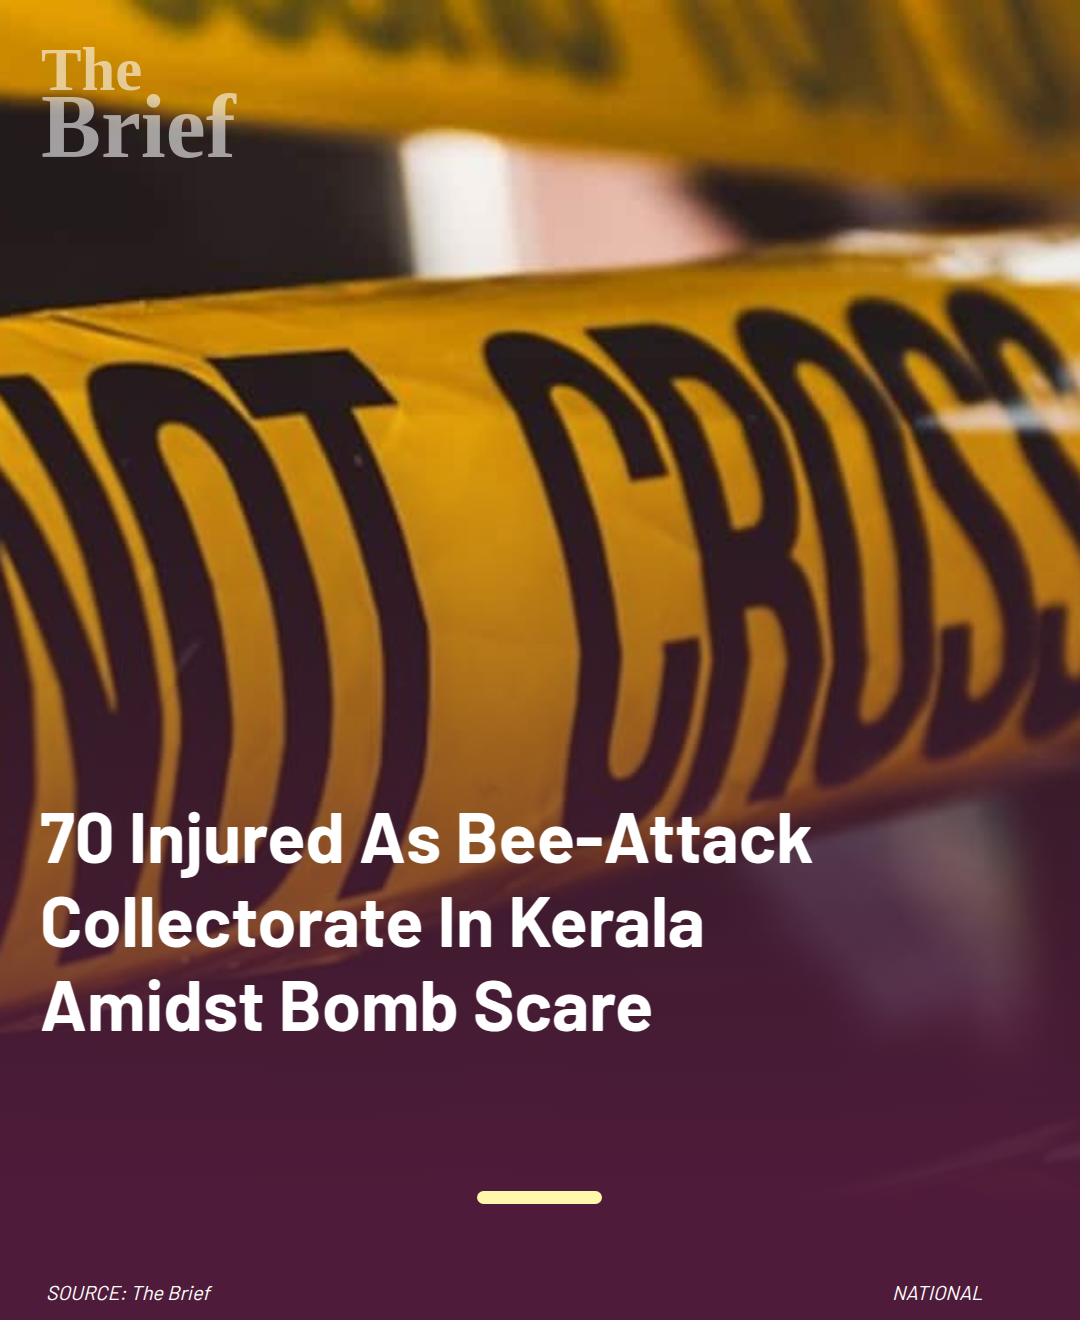 The
Brief
NOT CROSS
70 Injured As Bee-Attack
Collectorate In Kerala
Amidst Bomb Scare
SOURCE: The Brief
NATIONAL